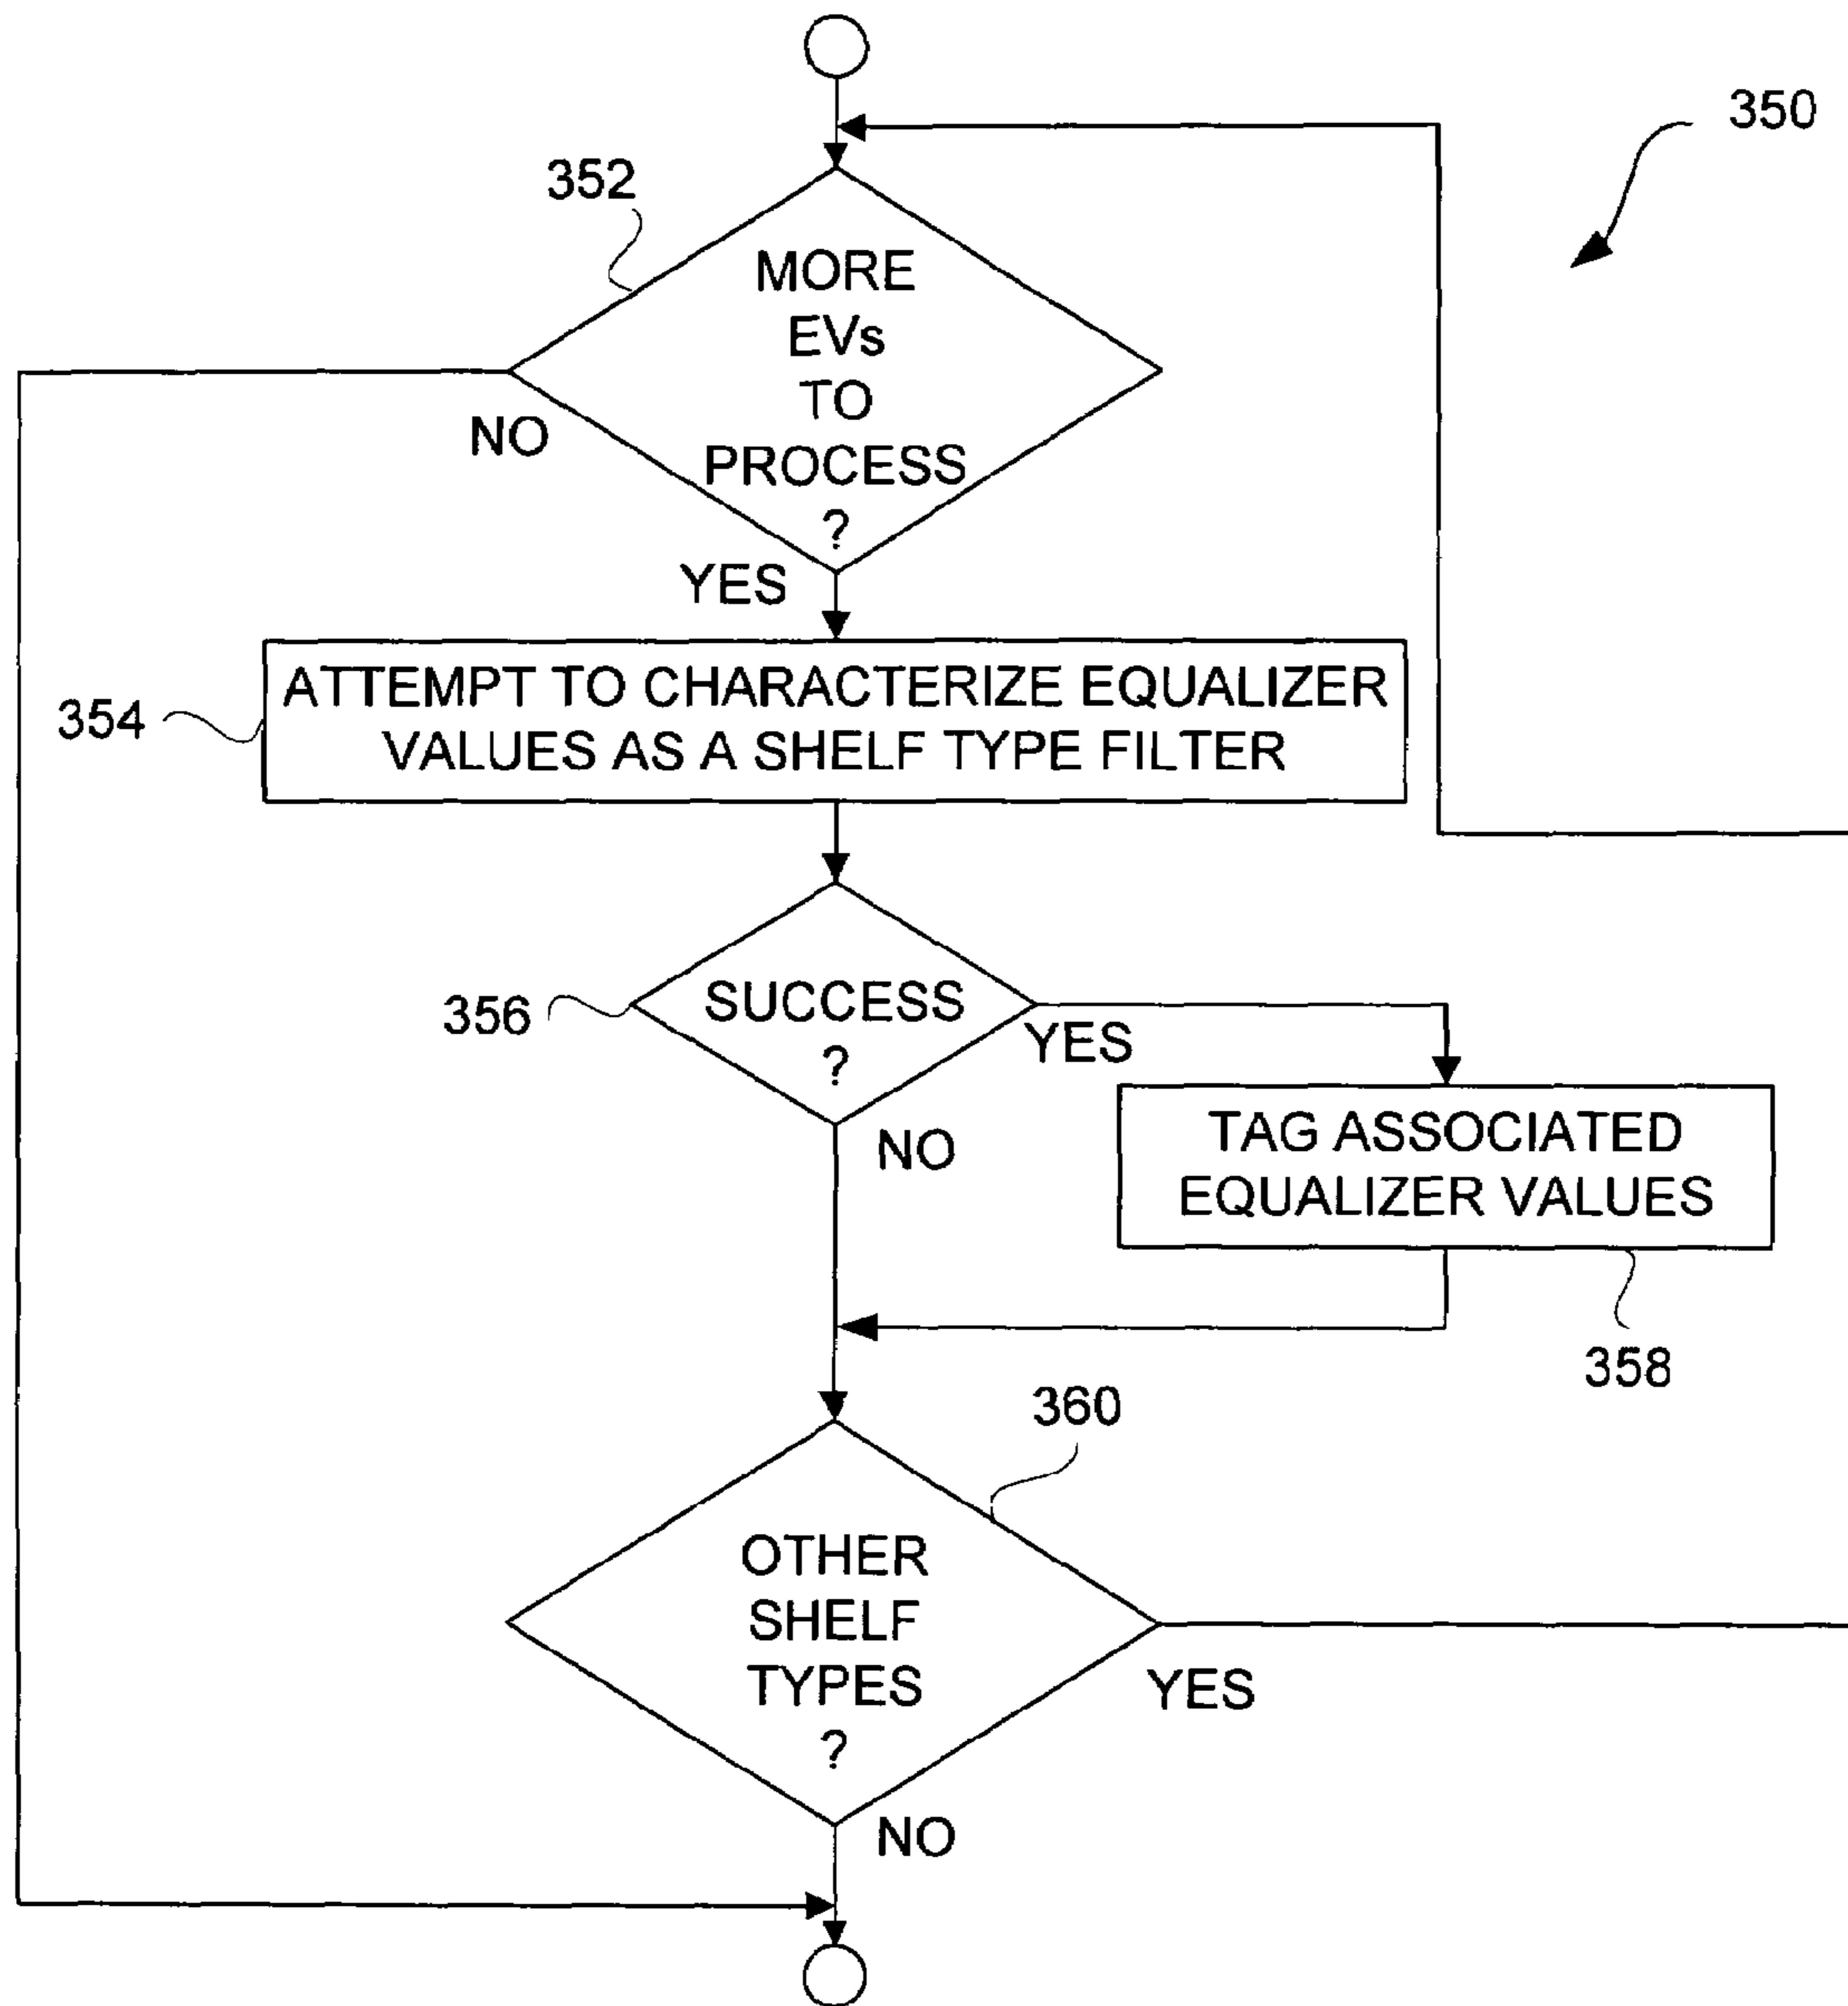 350
352
MORE
EVs
TO
PROCESS
?
NO
YES
354
ATTEMPT TO CHARACTERIZE EQUALIZER
VALUES AS A SHELF TYPE FILTER
356
SUCCESS
?
YES
NO
TAG ASSOCIATED
EQUALIZER VALUES
358
360
OTHER
SHELF
TYPES
?
YES
NO